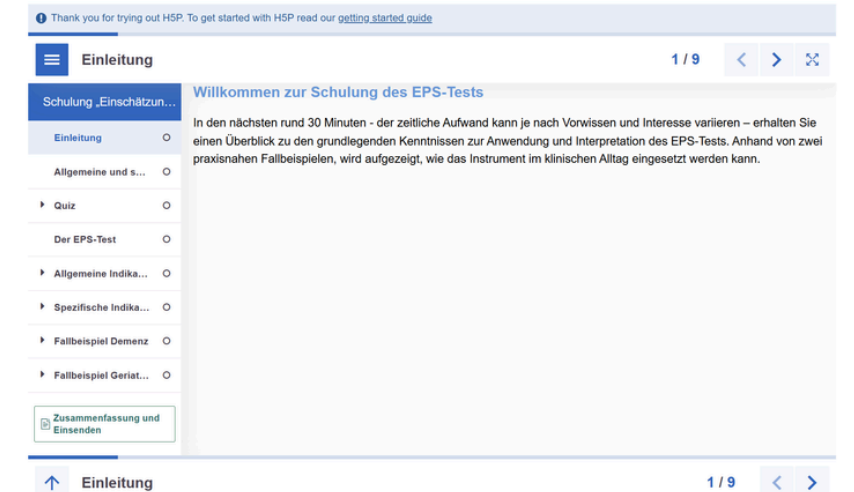 Thank you for trying out H5P. To get started with H5P read our getting started guide
Einleitung
1 / 9
Schulung „Einschätzun...
Einleitung
Allgemeine und s...
Quiz
Der EPS-Test
Allgemeine Indika...
Spezifische Indika...
Fallbeispiel Demenz
Fallbeispiel Geriat...
Zusammenfassung und
Einsenden
Willkommen zur Schulung des EPS-Tests
In den nächsten rund 30 Minuten - der zeitliche Aufwand kann je nach Vorwissen und Interesse variieren – erhalten Sie
einen Überblick zu den grundlegenden Kenntnissen zur Anwendung und Interpretation des EPS-Tests. Anhand von zwei
praxisnahen Fallbeispielen, wird aufgezeigt, wie das Instrument im klinischen Alltag eingesetzt werden kann.
Einleitung
1 / 9